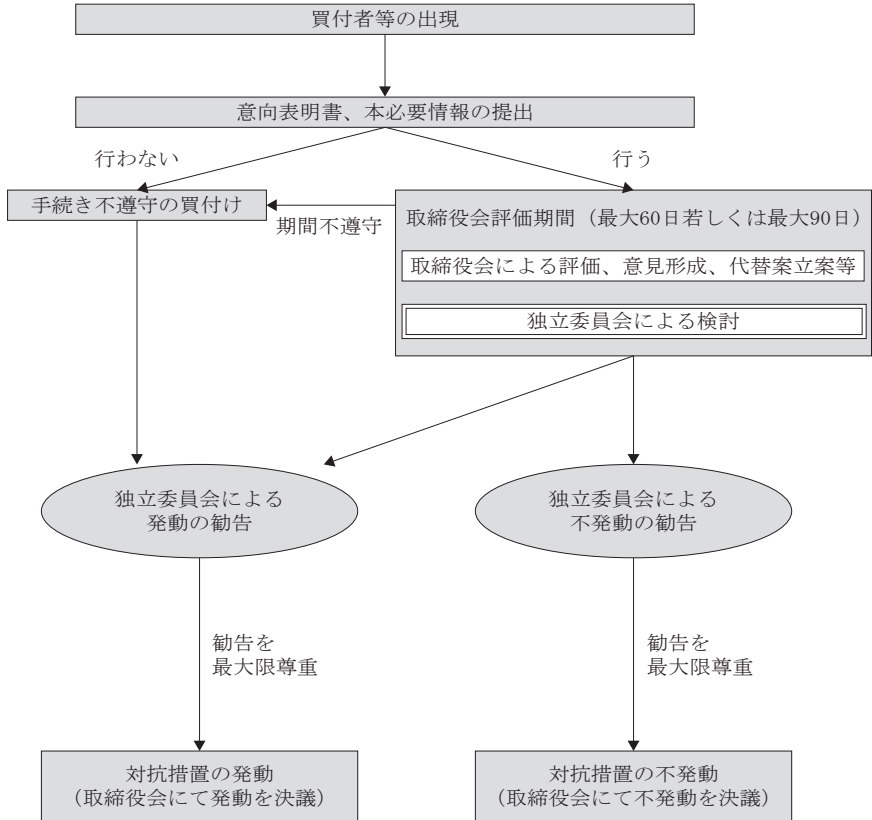 買付者等の出現
意向表明書、本必要情報の提出
行わない
行う
手続き不遵守の買付け
期間不遵守
取締役会評価期間（最大60日若しくは最大90日）
取締役会による評価、意見形成、代替案立案等
独立委員会による検討
独立委員会による
発動の勧告
独立委員会による
不発動の勧告
勧告を
最大限尊重
勧告を
最大限尊重
対抗措置の発動
（取締役会にて発動を決議）
対抗措置の不発動
（取締役会にて不発動を決議）